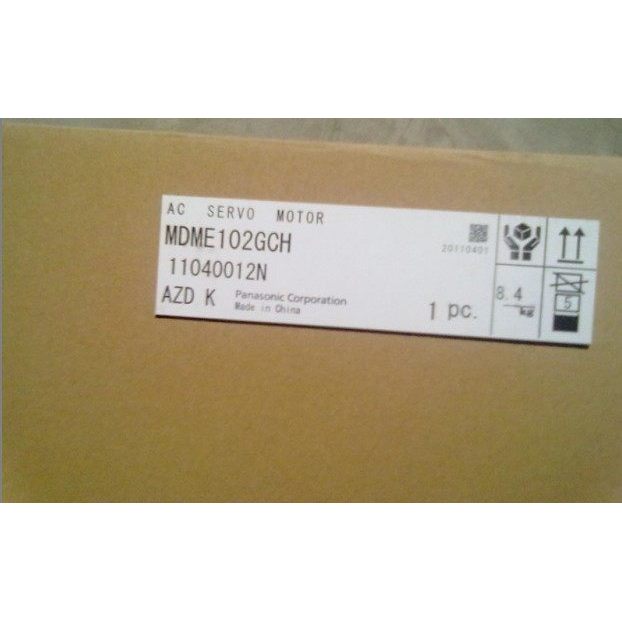 AC SERVO MOTOR
MDME102GCH
20110401
11040012N
AZD K
Panasonic Corporation
Made in China
1 pc.
8.4
kg
5